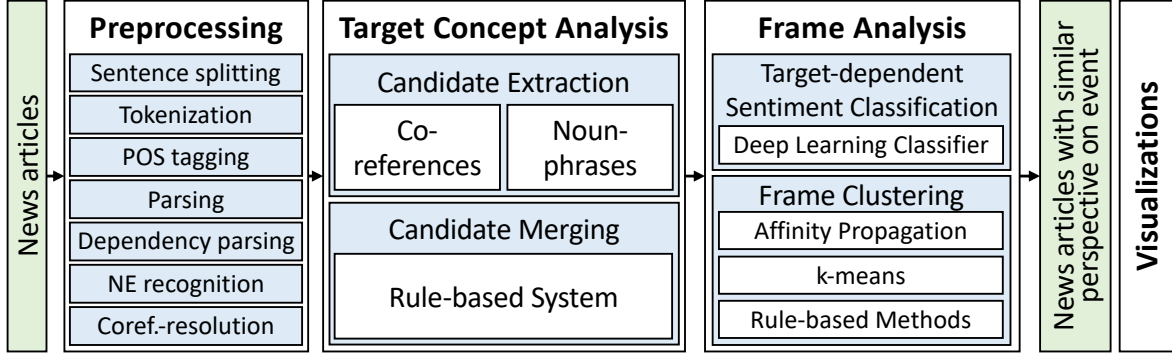 News articles
Preprocessing
Sentence splitting
Tokenization
POS tagging
Parsing
Dependency parsing
NE recognition
Coref.-resolution
Target Concept Analysis
Candidate Extraction
Co-
references
Noun-
phrases
Candidate Merging
Rule-based System
Frame Analysis
Target-dependent
Sentiment Classification
Deep Learning Classifier
Frame Clustering
Affinity Propagation
k-means
Rule-based Methods
News articles with similar
perspective on event
Visualizations